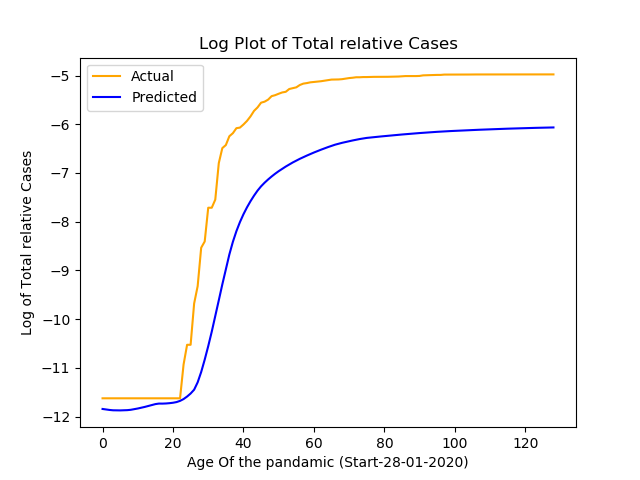 Log Plot of Total relative Cases
Actual
Predicted
Log of Total relative Cases
−5
−6
−7
−8
−9
−10
−11
−12
0 20 40 60 80 100 120
Age Of the pandamic (Start-28-01-2020)